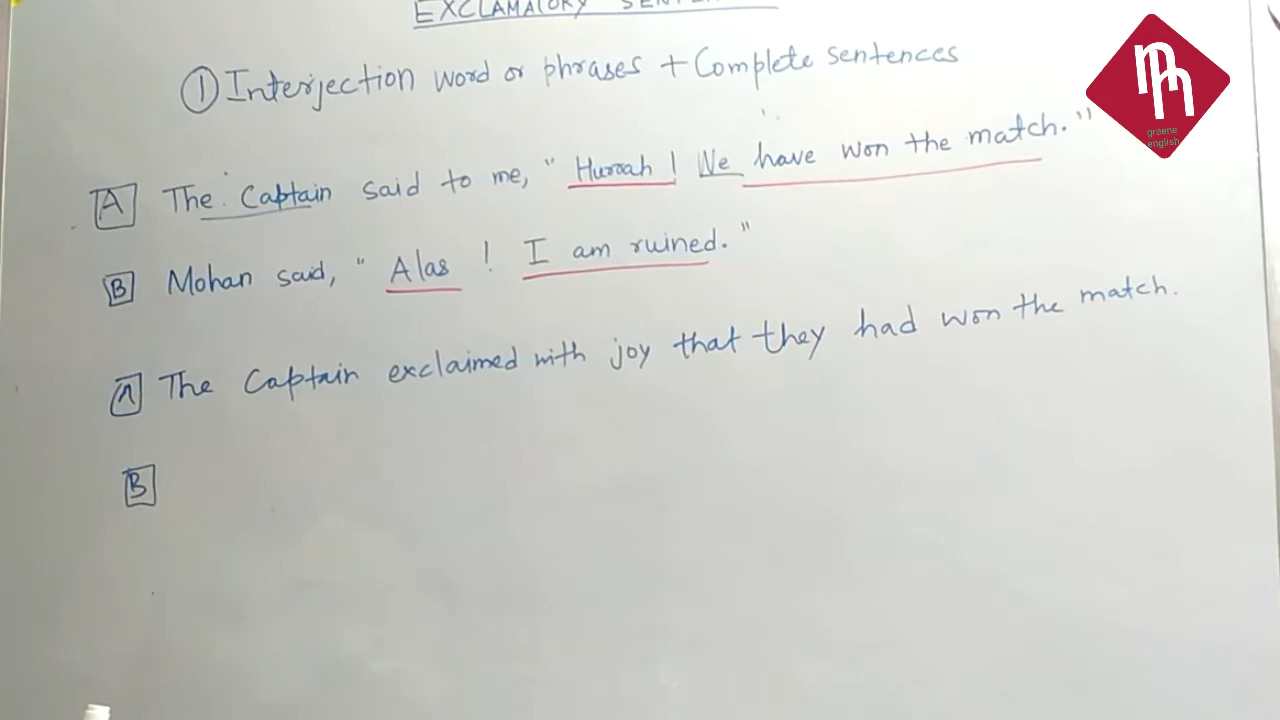 EXCLAMATORY
① Interjection word or phrases + Complete sentences
A The Captain said to me, " Hurrah ! We have won the match. "
B Mohan said, " Alas ! I am ruined. "
A The Captain exclaimed with joy that they had won the match.
B
greene
english